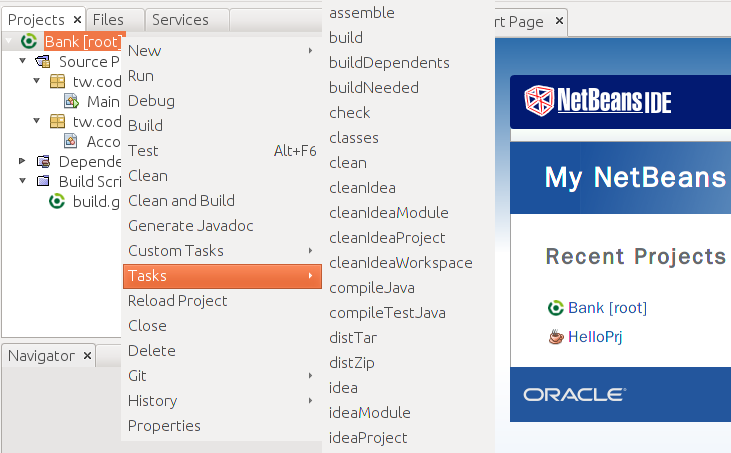 Projects
Files
Services
rt Page
Bank [root]
Source P
tw.cod
Main
tw.cod
Acco
Depende
Build Scri
build.g
Navigator
New
Run
Debug
Build
Test Alt+F6
Clean
Clean and Build
Generate Javadoc
Custom Tasks
Tasks
Reload Project
Close
Delete
Git
History
Properties
assemble
build
buildDependents
buildNeeded
check
classes
clean
cleanIdea
cleanIdeaModule
cleanIdeaProject
cleanIdeaWorkspace
compileJava
compileTestJava
distTar
distZip
idea
ideaModule
ideaProject
NetBeans IDE
My NetBeans
Recent Projects
Bank [root]
HelloPrj
ORACLE